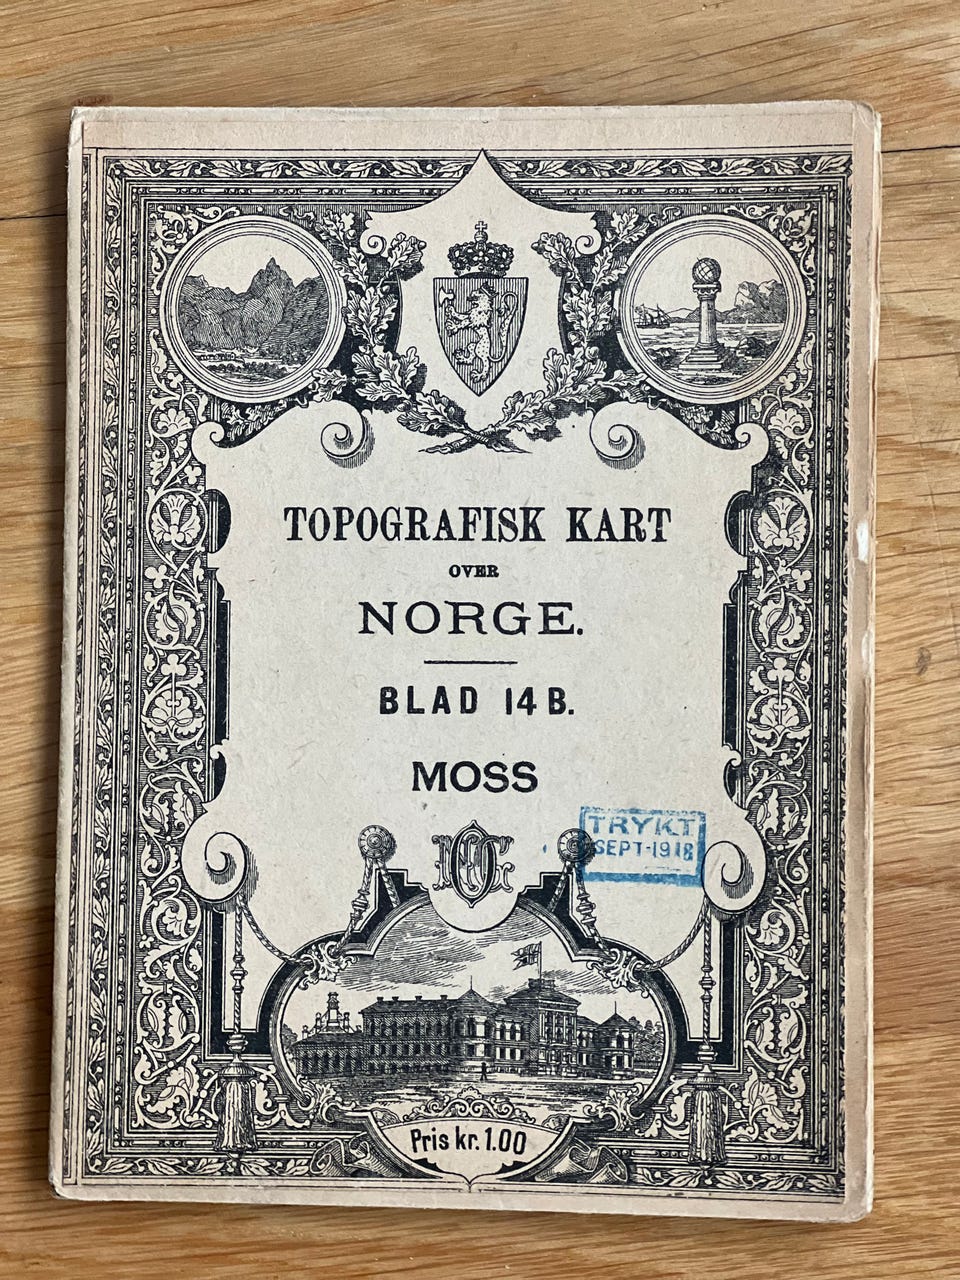 TOPOGRAFISK KART
OVER
NORGE.
BLAD 14 B.
MOSS
TRYKT
SEPT-1918
Pris kr. 1.00